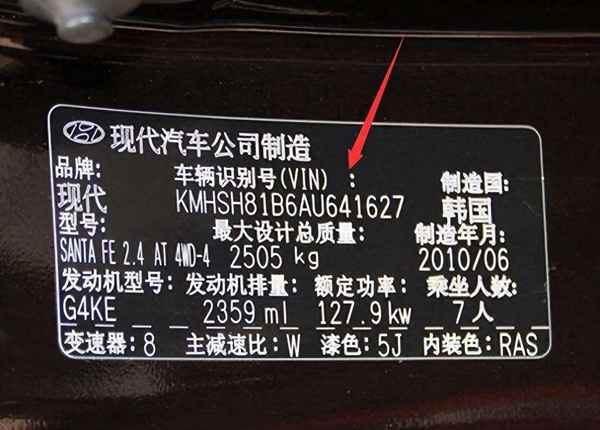 现代汽车公司制造
品牌: 车辆识别号(VIN) : 制造国:
现代 KMHSH81B6AU641627 韩国
型号: 最大设计总质量: 制造年月:
SANTA FE 2.4 AT 4WD-4 2505 kg 2010/06
发动机型号: 发动机排量: 额定功率: 乘坐人数:
G4KE 2359 ml 127.9 kw 7人
变速器: 8 主减速比: W 漆色: 5J 内装色: RAS